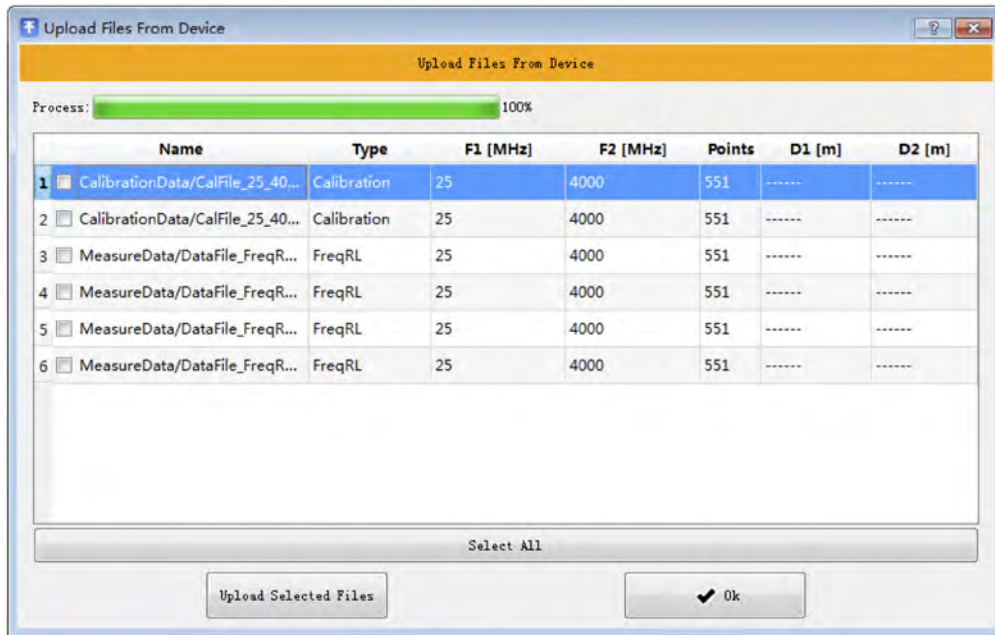 Upload Files From Device
Upload Files From Device
Process: 100%
Name Type F1 [MHz] F2 [MHz] Points D1 [m] D2 [m]
1 CalibrationData/CalFile_25_40... Calibration 25 4000 551 ------ ------
2 CalibrationData/CalFile_25_40... Calibration 25 4000 551 ------ ------
3 MeasureData/DataFile_FreqR... FreqRL 25 4000 551 ------ ------
4 MeasureData/DataFile_FreqR... FreqRL 25 4000 551 ------ ------
5 MeasureData/DataFile_FreqR... FreqRL 25 4000 551 ------ ------
6 MeasureData/DataFile_FreqR... FreqRL 25 4000 551 ------ ------
Select All
Upload Selected Files Ok